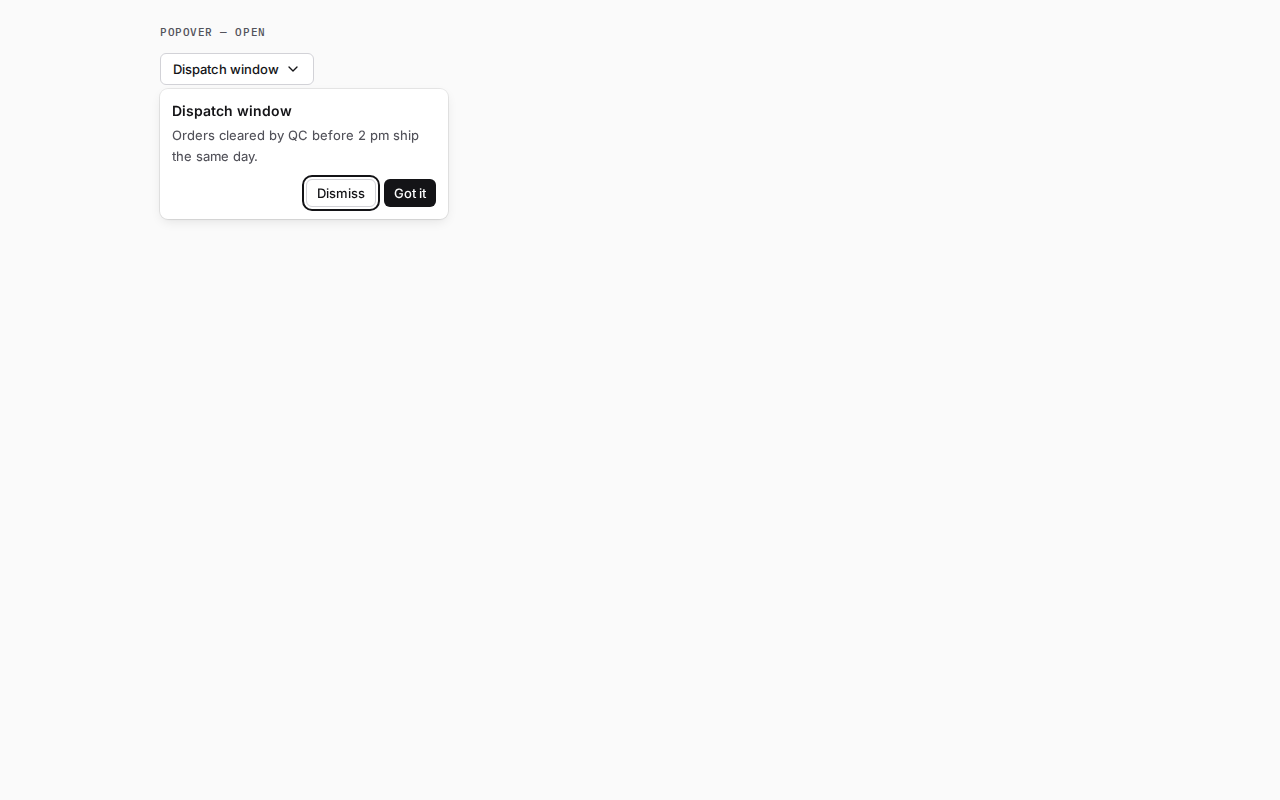 POPOVER — OPEN
Dispatch window
Dispatch window
Orders cleared by QC before 2 pm ship
the same day.
Dismiss
Got it